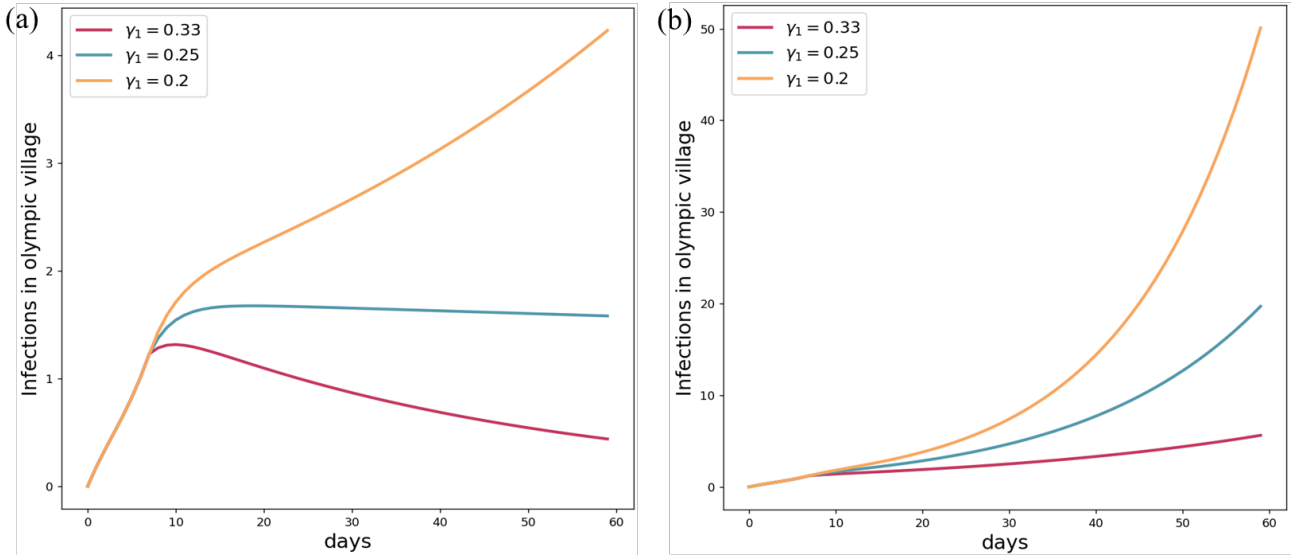 (a)
γ₁ = 0.33
γ₁ = 0.25
γ₁ = 0.2
Infections in olympic village
4
3
2
1
0
0 10 20 30 40 50 60
days
(b)
γ₁ = 0.33
γ₁ = 0.25
γ₁ = 0.2
Infections in olympic village
50
40
30
20
10
0
0 10 20 30 40 50 60
days